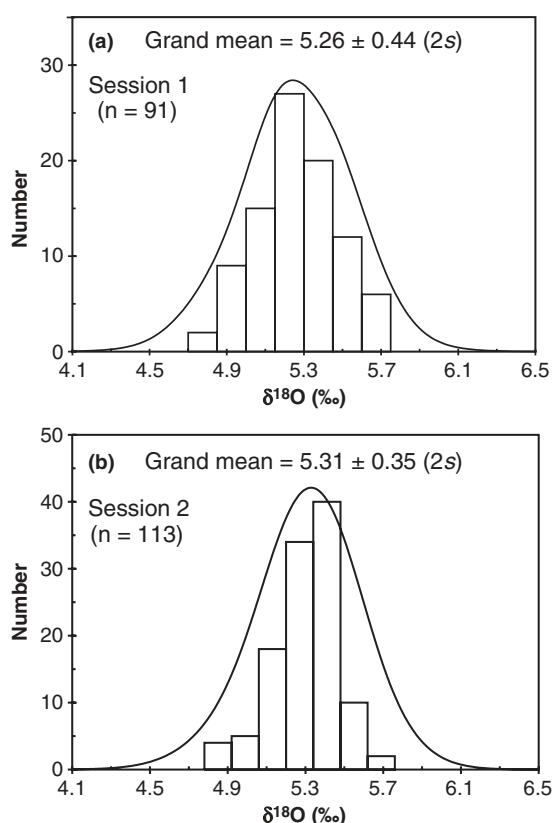 (a) Grand mean = 5.26 ± 0.44 (2s)
Session 1
(n = 91)
30
20
10
0
Number
4.1 4.5 4.9 5.3 5.7 6.1 6.5
δ¹⁸O (‰)
50
(b) Grand mean = 5.31 ± 0.35 (2s)
Session 2
(n = 113)
40
30
20
10
0
Number
4.1 4.5 4.9 5.3 5.7 6.1 6.5
δ¹⁸O (‰)